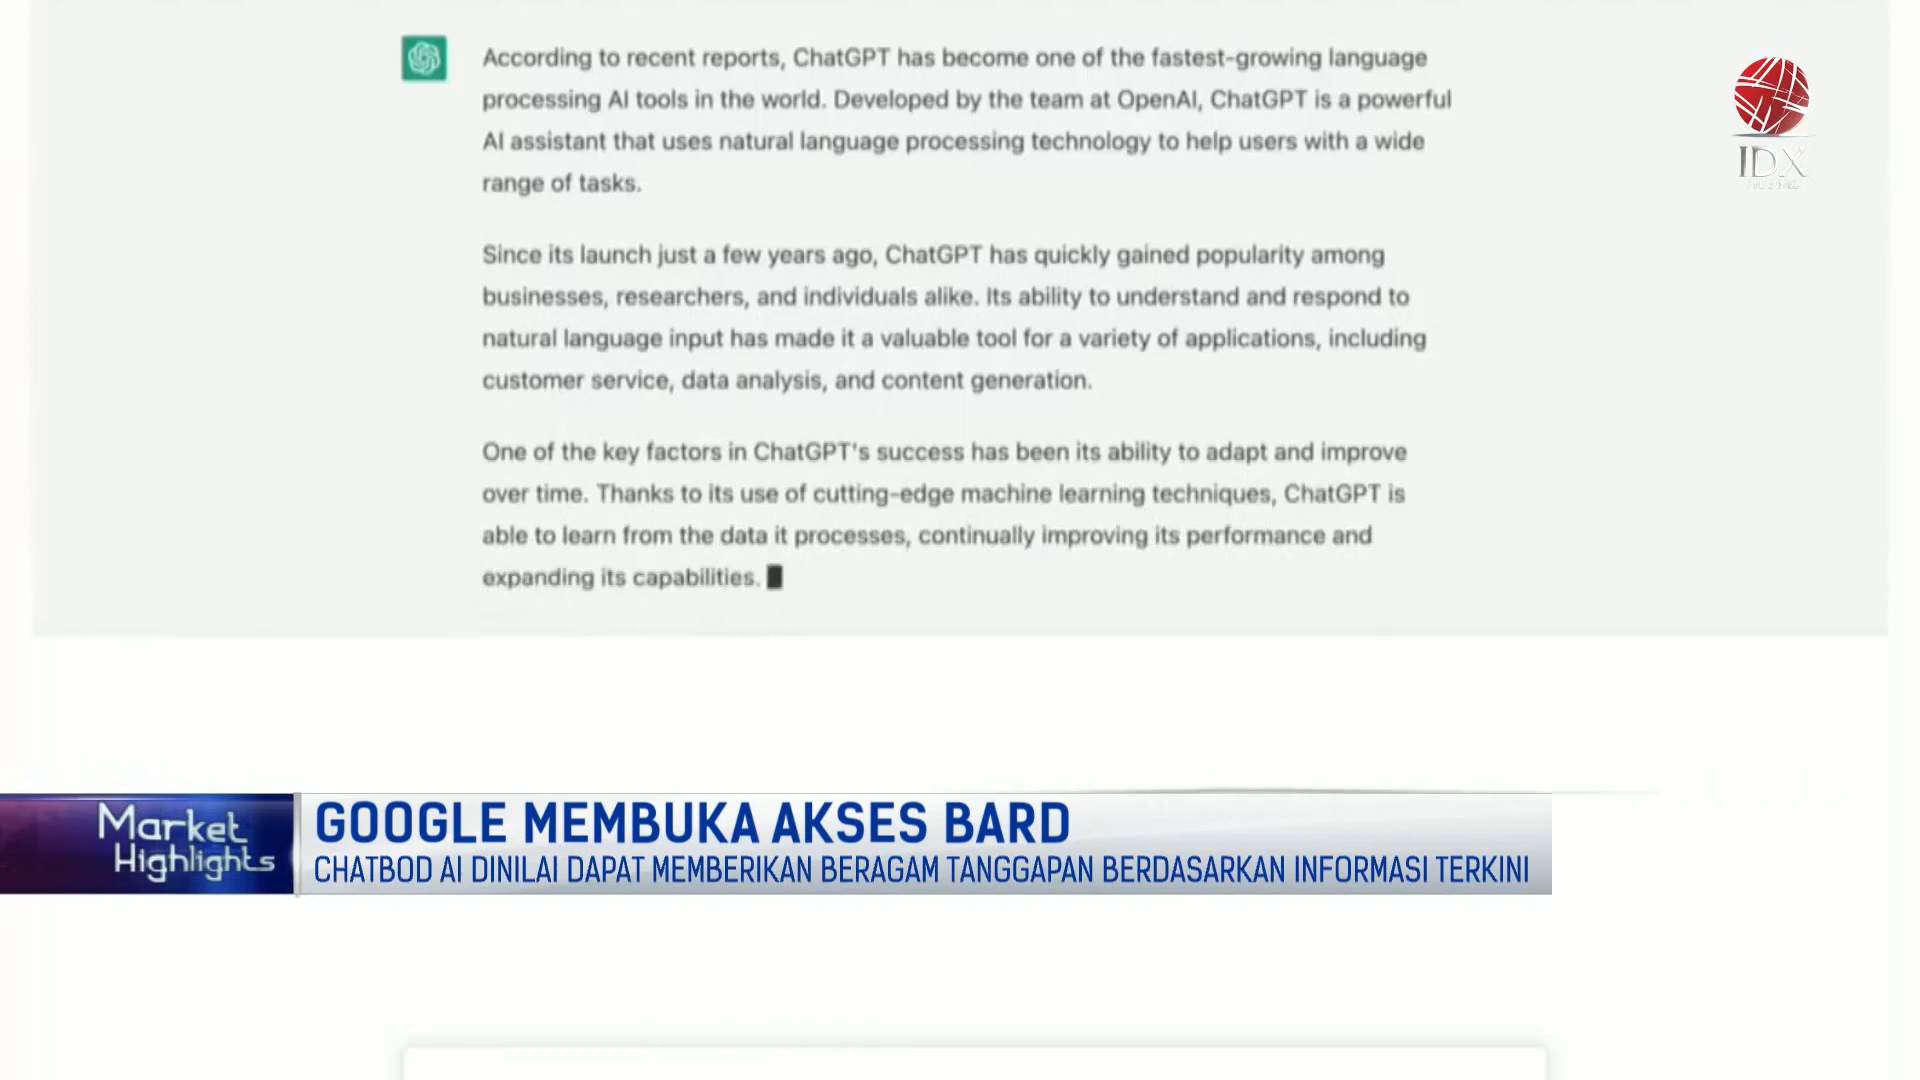 According to recent reports, ChatGPT has become one of the fastest-growing language
processing AI tools in the world. Developed by the team at OpenAI, ChatGPT is a powerful
AI assistant that uses natural language processing technology to help users with a wide
range of tasks.
Since its launch just a few years ago, ChatGPT has quickly gained popularity among
businesses, researchers, and individuals alike. Its ability to understand and respond to
natural language input has made it a valuable tool for a variety of applications, including
customer service, data analysis, and content generation.
One of the key factors in ChatGPT's success has been its ability to adapt and improve
over time. Thanks to its use of cutting-edge machine learning techniques, ChatGPT is
able to learn from the data it processes, continually improving its performance and
expanding its capabilities.
IDX
CHANNEL
Market
Highlights
GOOGLE MEMBUKA AKSES BARD
CHATBOD AI DINILAI DAPAT MEMBERIKAN BERAGAM TANGGAPAN BERDASARKAN INFORMASI TERKINI